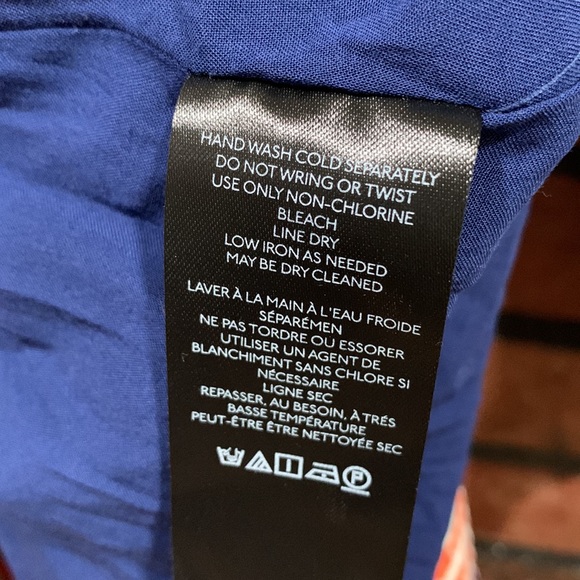 HAND WASH COLD SEPARATELY
DO NOT WRING OR TWIST
USE ONLY NON-CHLORINE
BLEACH
LINE DRY
LOW IRON AS NEEDED
MAY BE DRY CLEANED
LAVER À LA MAIN À L'EAU FROIDE
SÉPARÉMEN
NE PAS TORDRE OU ESSORER
UTILISER UN AGENT DE
BLANCHIMENT SANS CHLORE SI
NÉCESSAIRE
LIGNE SEC
REPASSER, AU BESOIN, À TRÉS
BASSE TEMPÉRATURE
PEUT-ÊTRE ÊTRE NETTOYÉE SEC
P